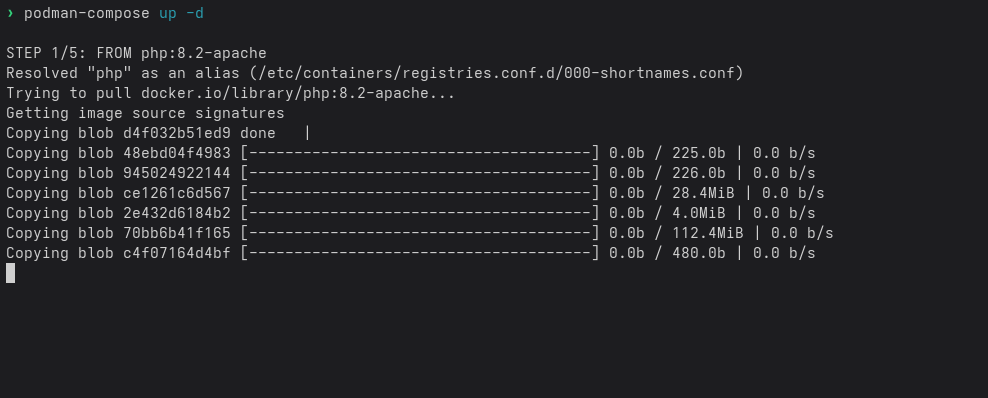 › podman-compose up -d
STEP 1/5: FROM php:8.2-apache
Resolved "php" as an alias (/etc/containers/registries.conf.d/000-shortnames.conf)
Trying to pull docker.io/library/php:8.2-apache...
Getting image source signatures
Copying blob d4f032b51ed9 done   |
Copying blob 48ebd04f4983 [--------------------------------------] 0.0b / 225.0b | 0.0 b/s
Copying blob 945024922144 [--------------------------------------] 0.0b / 226.0b | 0.0 b/s
Copying blob ce1261c6d567 [--------------------------------------] 0.0b / 28.4MiB | 0.0 b/s
Copying blob 2e432d6184b2 [--------------------------------------] 0.0b / 4.0MiB | 0.0 b/s
Copying blob 70bb6b41f165 [--------------------------------------] 0.0b / 112.4MiB | 0.0 b/s
Copying blob c4f07164d4bf [--------------------------------------] 0.0b / 480.0b | 0.0 b/s